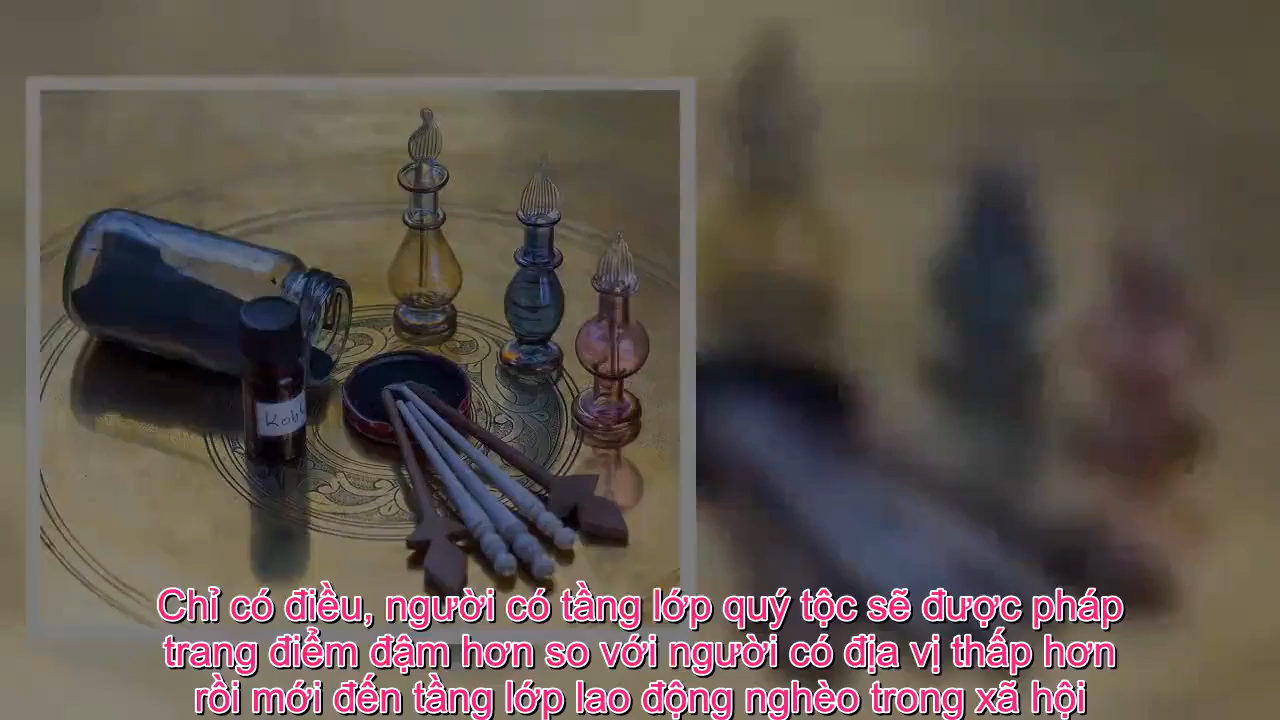 Chỉ có điều, người có tầng lớp quý tộc sẽ được pháp
trang điểm đậm hơn so với người có địa vị thấp hơn
rồi mới đến tầng lớp lao động nghèo trong xã hội